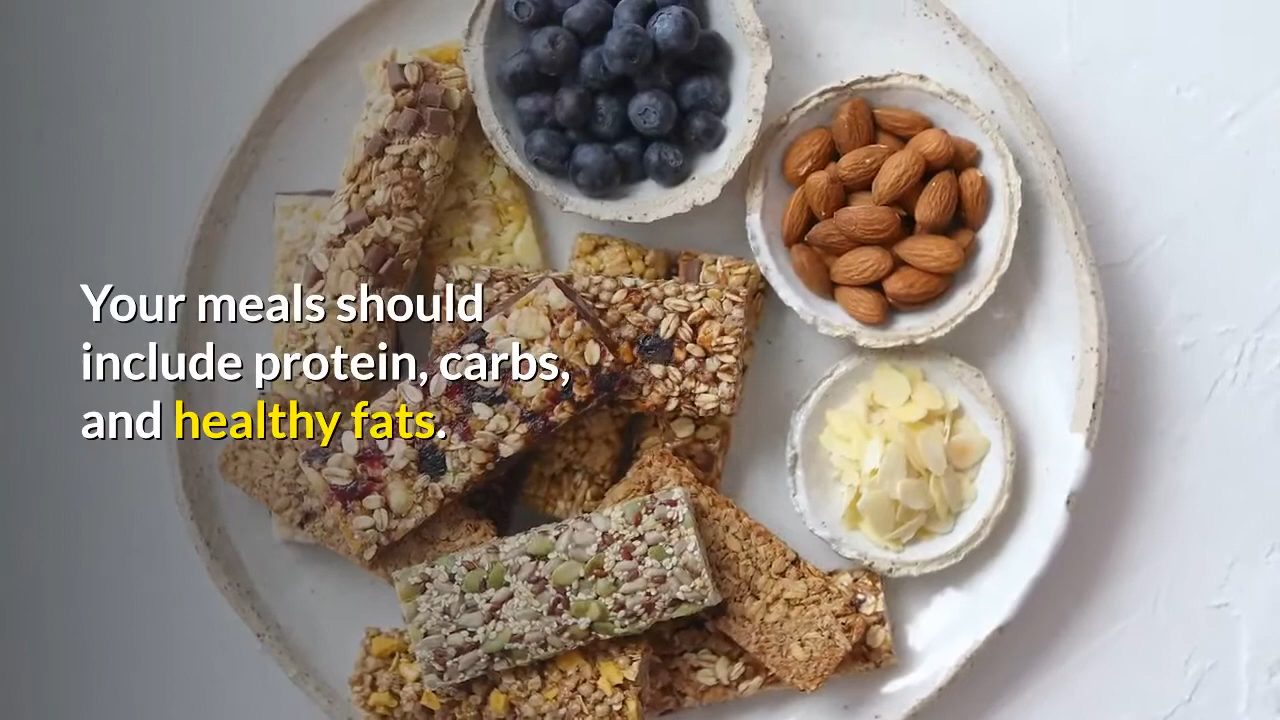 Your meals should
include protein, carbs,
and healthy fats.